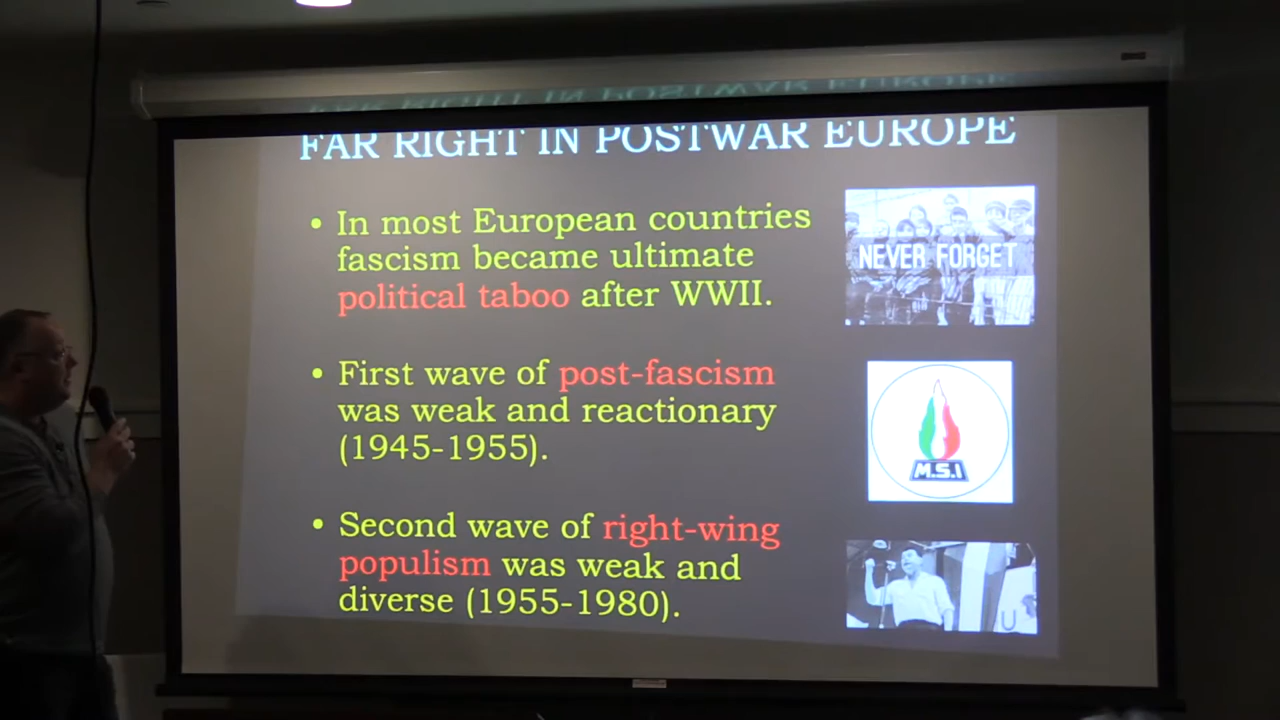 FAR RIGHT IN POSTWAR EUROPE
• In most European countries
fascism became ultimate
political taboo after WWII.
NEVER FORGET
• First wave of post-fascism
was weak and reactionary
(1945-1955).
M.S.I
• Second wave of right-wing
populism was weak and
diverse (1955-1980).
U